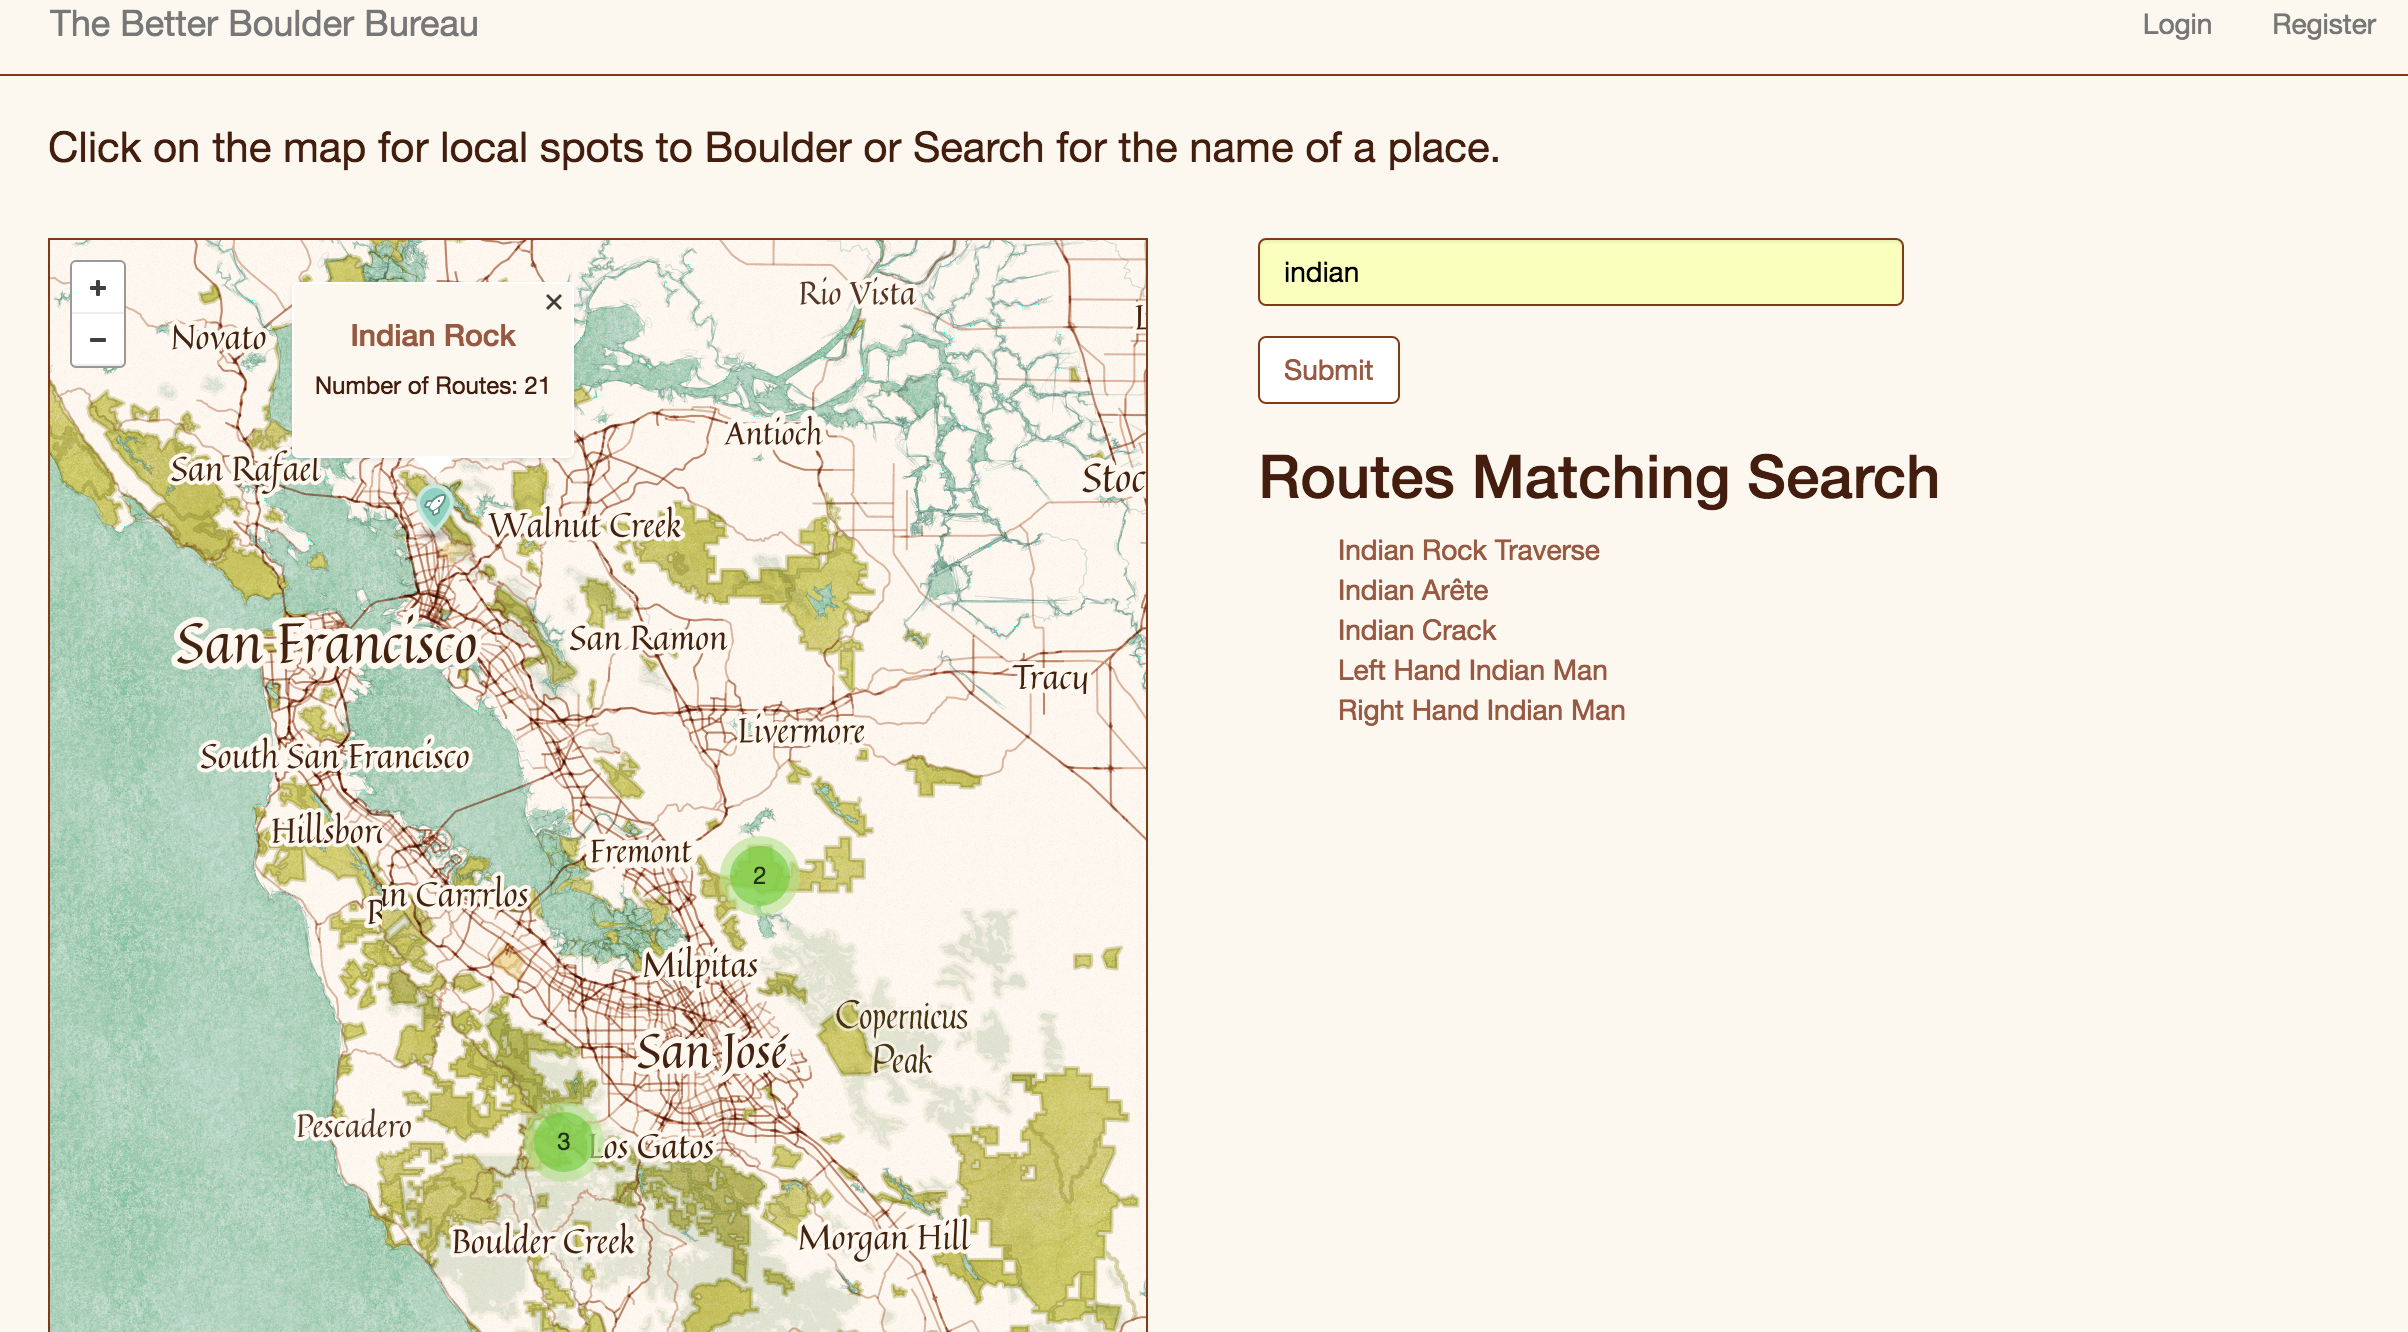 The Better Boulder Bureau
Login
Register
Click on the map for local spots to Boulder or Search for the name of a place.
+
−
×
Indian Rock
Number of Routes: 21
Novato
Rio Vista
Antioch
San Rafael
Stoc
Walnut Creek
San Francisco
San Ramon
Tracy
Livermore
South San Francisco
Hillsbor
Fremont
2
R
n Carrrlos
Milpitas
Copernicus
Peak
San José
Pescadero
3
Los Gatos
Boulder Creek
Morgan Hill
indian
Submit
Routes Matching Search
Indian Rock Traverse
Indian Arête
Indian Crack
Left Hand Indian Man
Right Hand Indian Man